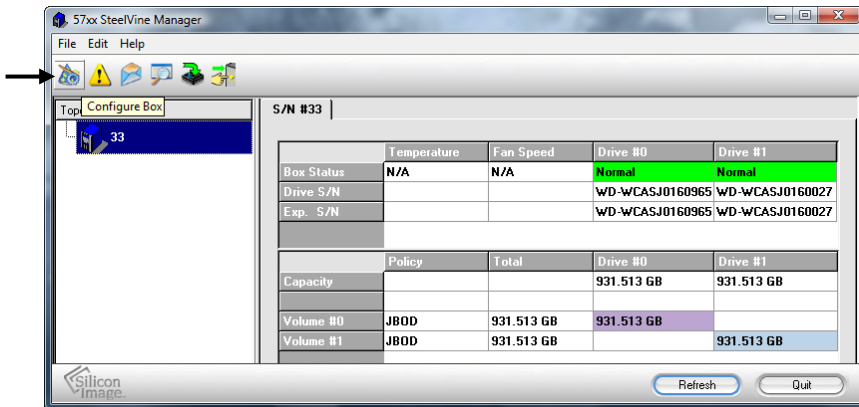 57xx SteelVine Manager
File Edit Help
Configure Box
33
S/N #33
Temperature Fan Speed Drive #0 Drive #1
Box Status N/A N/A Normal Normal
Drive S/N WD-WCASJ0160965 WD-WCASJ0160027
Exp. S/N WD-WCASJ0160965 WD-WCASJ0160027
Policy Total Drive #0 Drive #1
Capacity 931.513 GB 931.513 GB
Volume #0 JBOD 931.513 GB 931.513 GB
Volume #1 JBOD 931.513 GB 931.513 GB
Silicon
Image
Refresh Quit